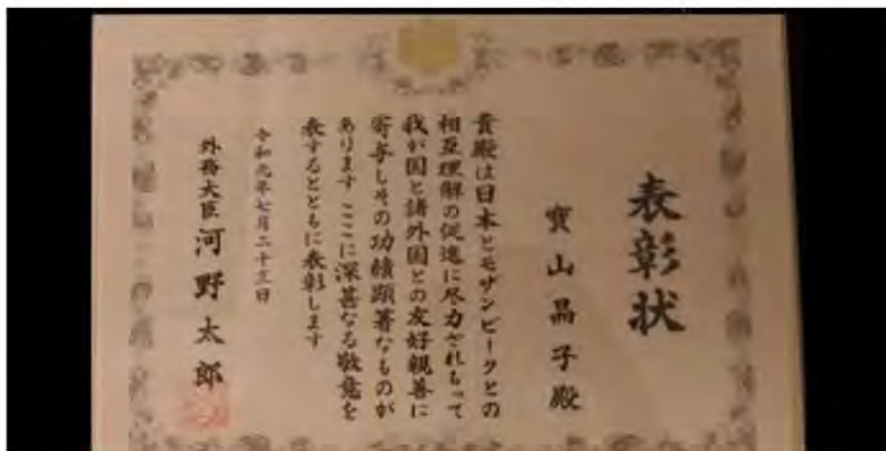 表彰状
寳山晶子殿
貴殿は日本とモザンビークとの
相互理解の促進に尽力されもって
我が国と諸外国との友好親善に
寄与しその功績顕著なものが
あります ここに深甚なる敬意を
表するとともに表彰します
令和元年七月二十三日
外務大臣 河野太郎